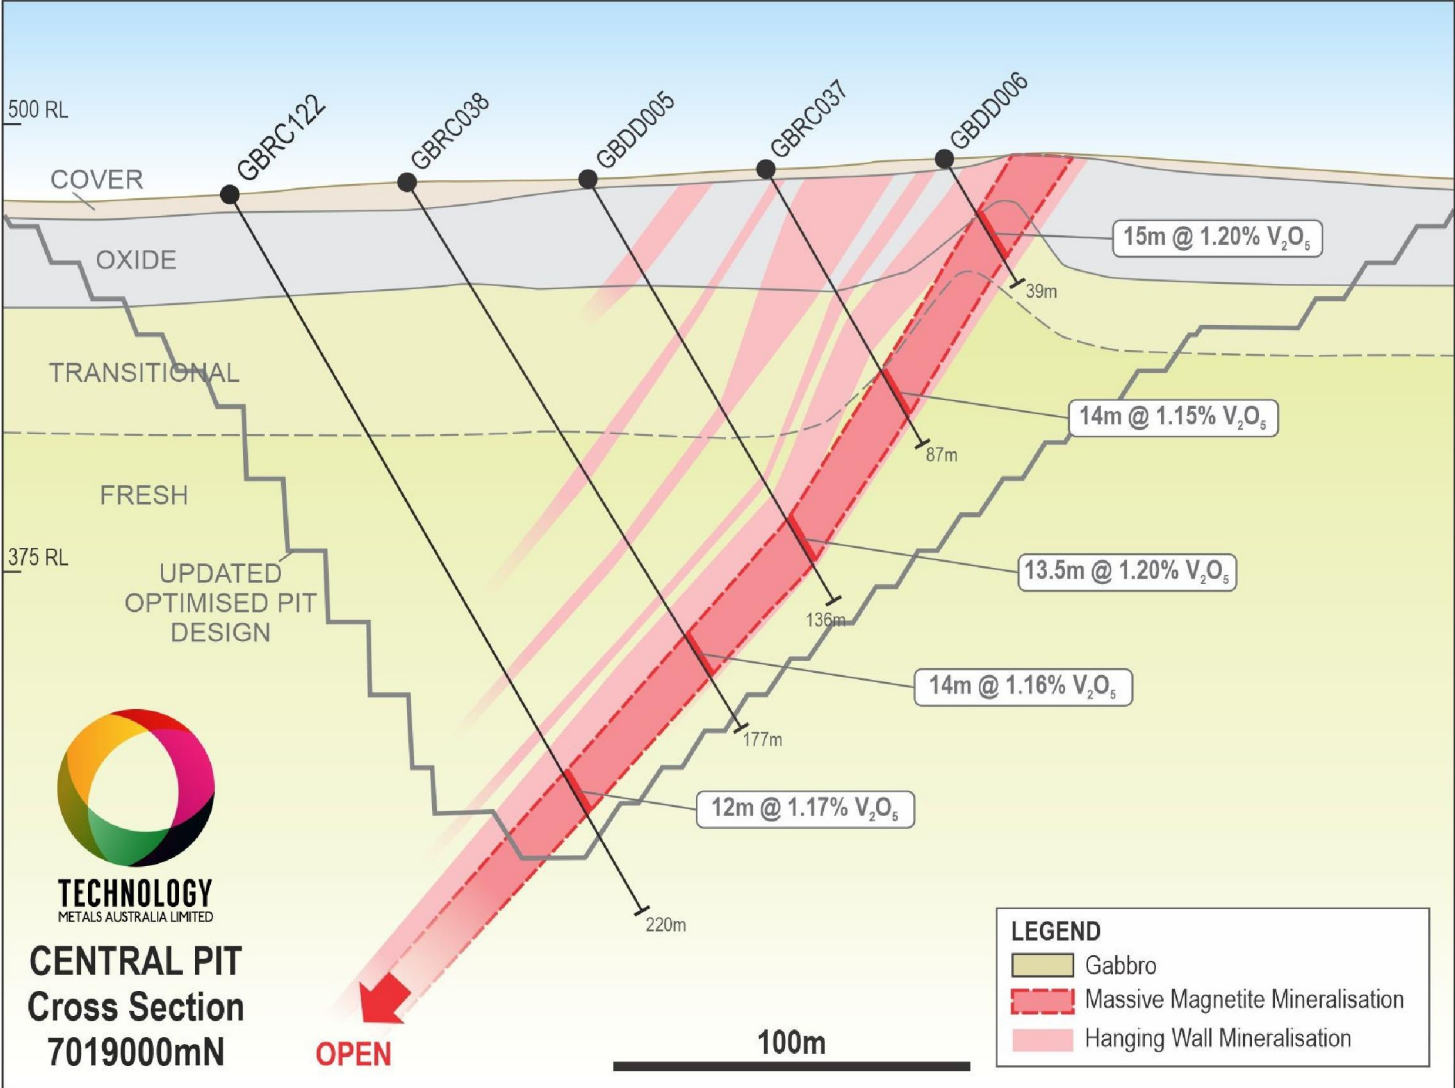 500 RL
GBRC122
GBRC038
GBDD005
GBRC037
GBDD006
COVER
OXIDE
15m @ 1.20% V₂O₅
39m
TRANSITIONAL
14m @ 1.15% V₂O₅
87m
FRESH
375 RL
UPDATED
OPTIMISED PIT
DESIGN
13.5m @ 1.20% V₂O₅
136m
14m @ 1.16% V₂O₅
177m
12m @ 1.17% V₂O₅
220m
TECHNOLOGY
METALS AUSTRALIA LIMITED
CENTRAL PIT
Cross Section
7019000mN
OPEN
100m
LEGEND
Gabbro
Massive Magnetite Mineralisation
Hanging Wall Mineralisation